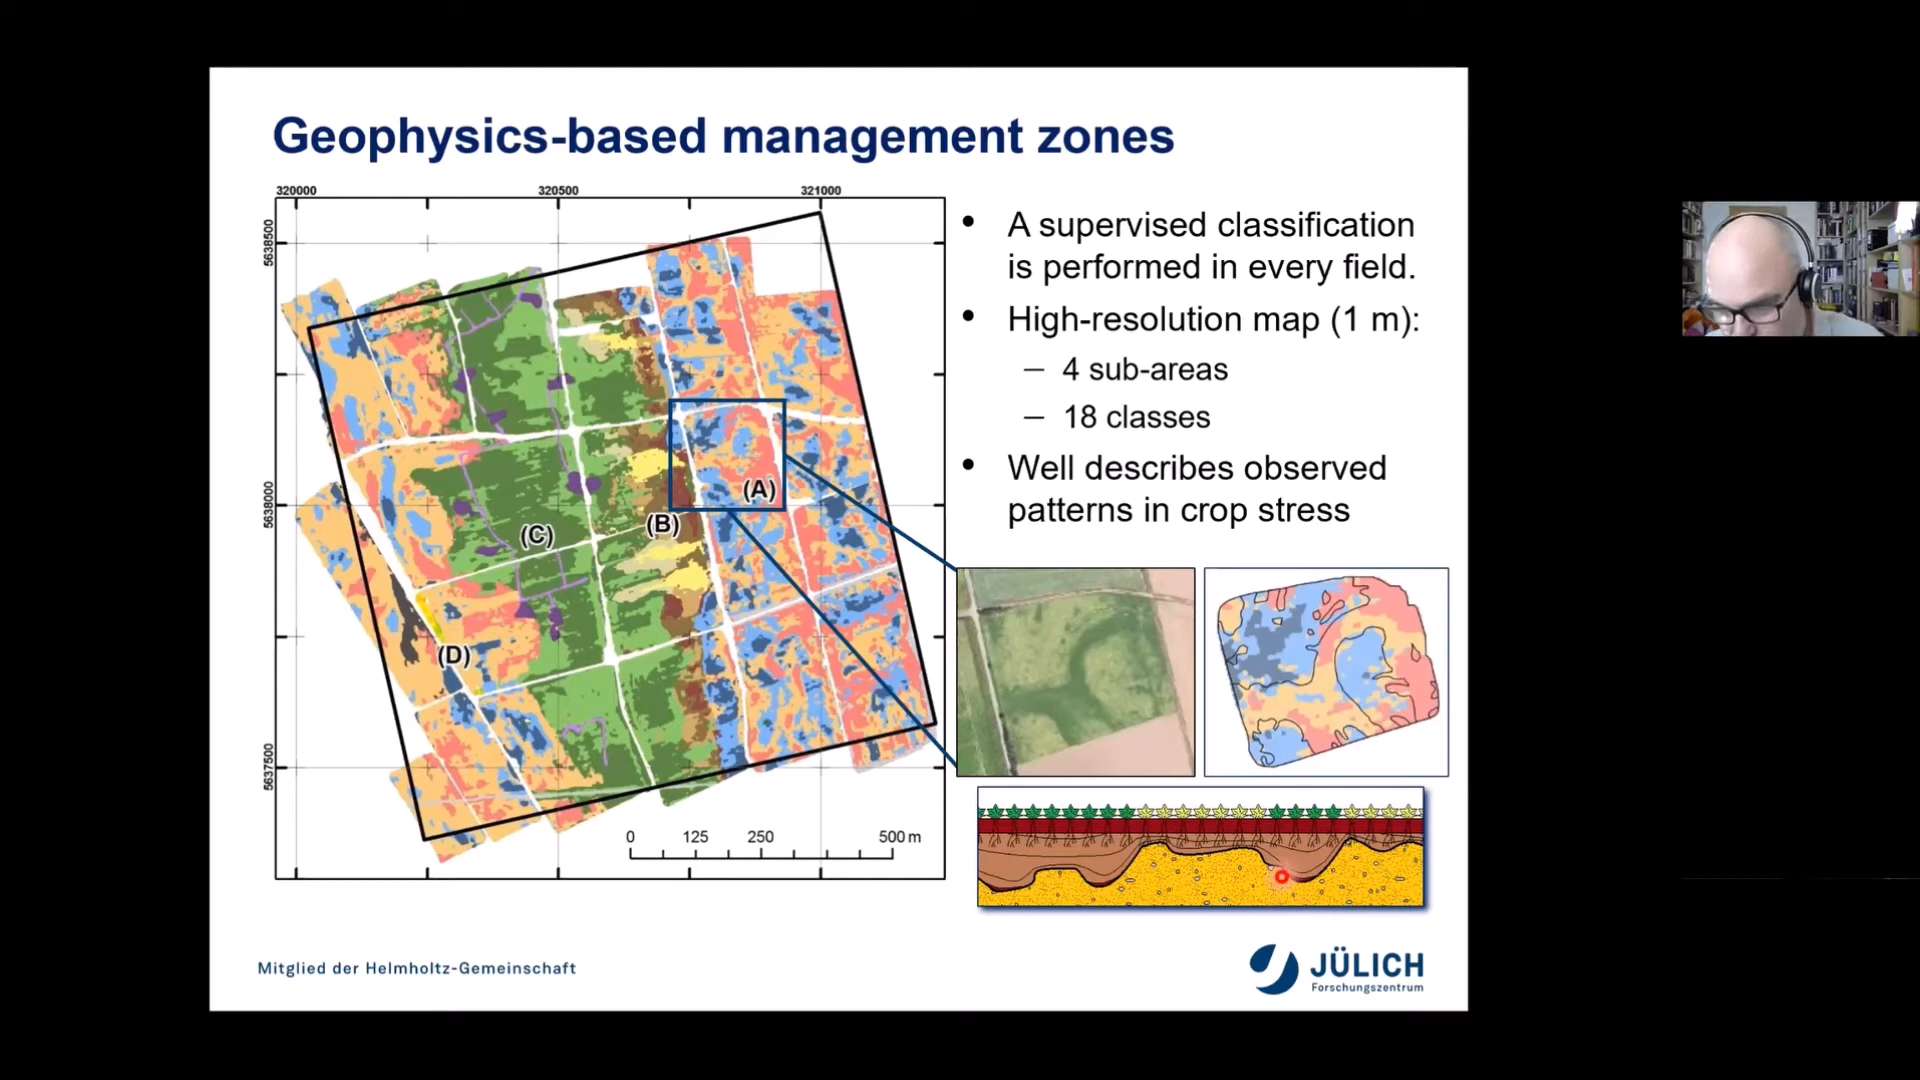 Geophysics-based management zones
320000 320500 321000
5638500
5638000
5637500
(A)
(B)
(C)
(D)
0 125 250 500 m
• A supervised classification
is performed in every field.
• High-resolution map (1 m):
– 4 sub-areas
– 18 classes
• Well describes observed
patterns in crop stress
Mitglied der Helmholtz-Gemeinschaft
JÜLICH
Forschungszentrum